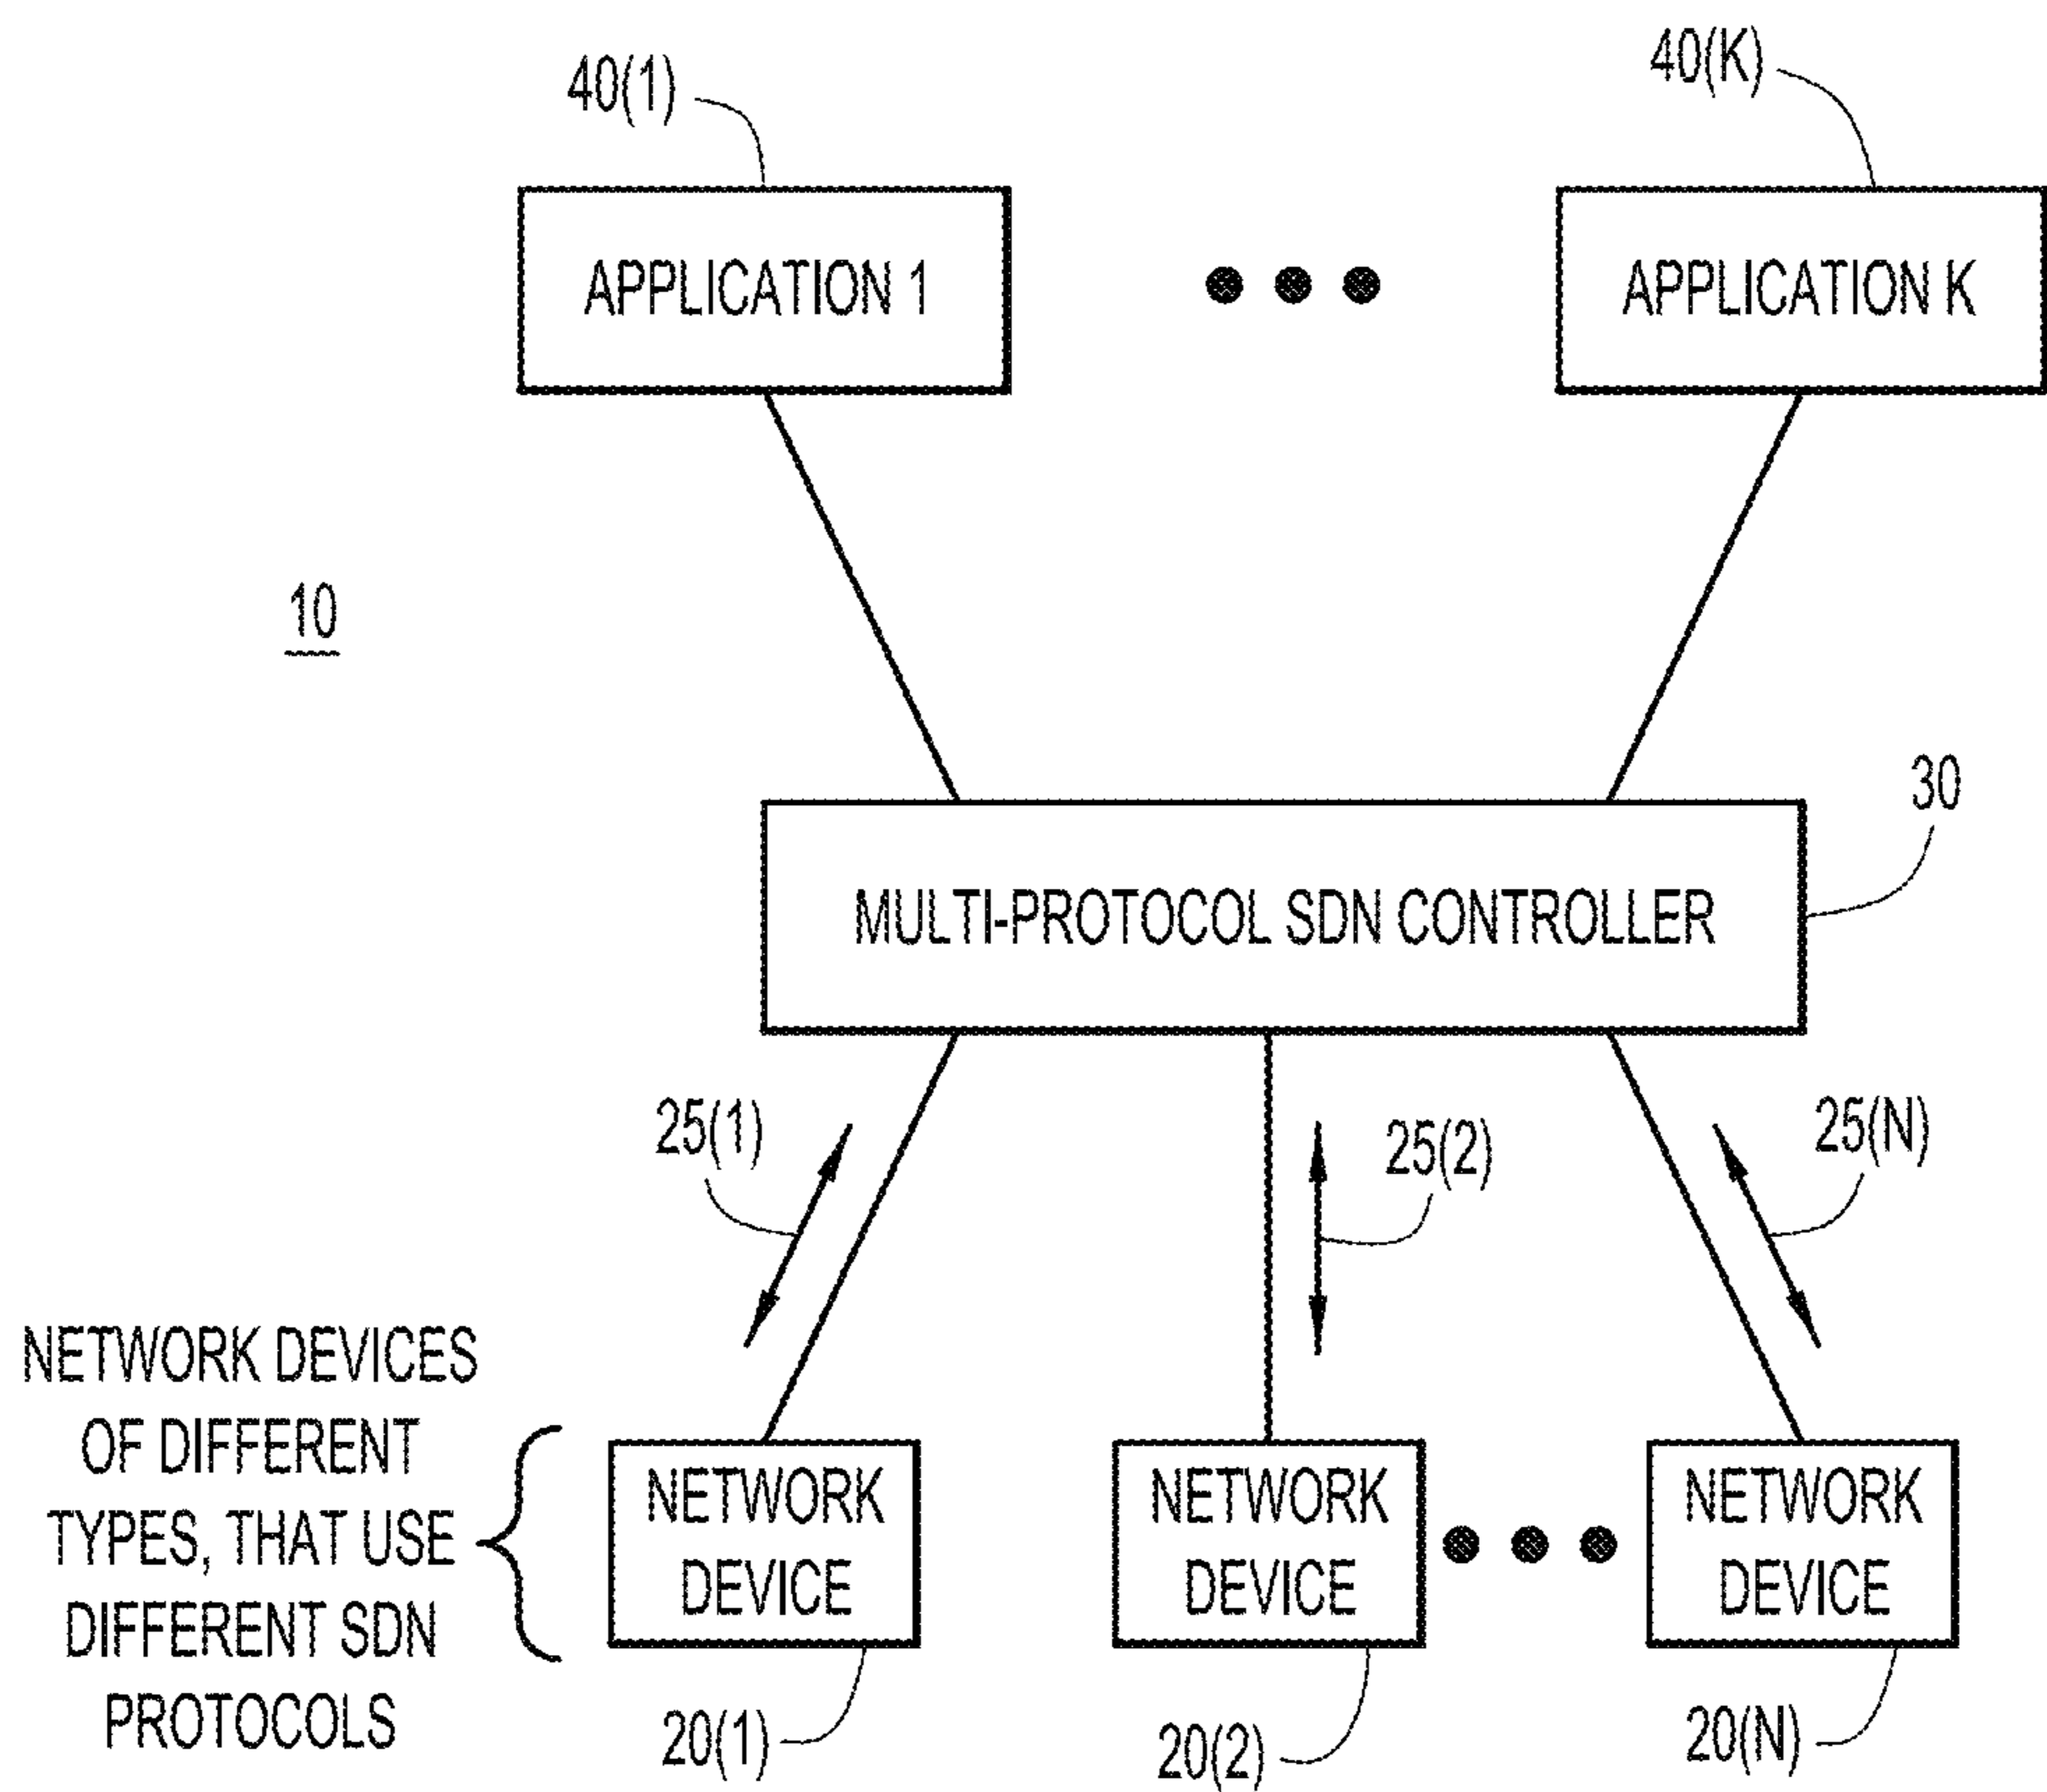 40(1)
40(K)
APPLICATION 1
APPLICATION K
10
30
MULTI-PROTOCOL SDN CONTROLLER
25(1)
25(2)
25(N)
NETWORK DEVICES
OF DIFFERENT
TYPES, THAT USE
DIFFERENT SDN
PROTOCOLS
NETWORK
DEVICE
NETWORK
DEVICE
NETWORK
DEVICE
20(1)
20(2)
20(N)